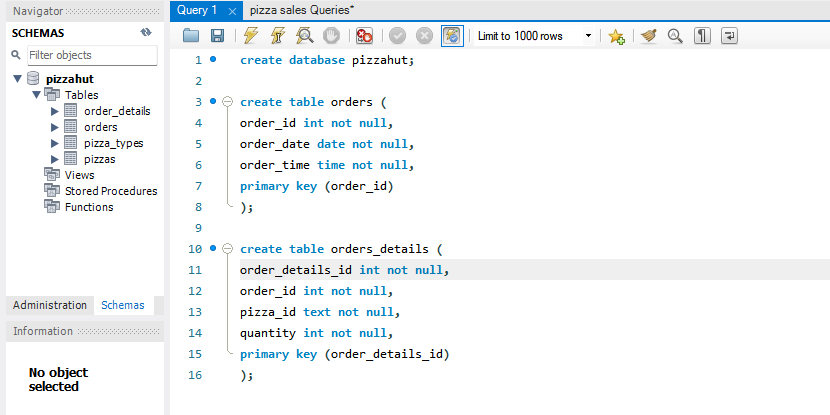 Navigator
SCHEMAS
Filter objects
pizzahut
Tables
order_details
orders
pizza_types
pizzas
Views
Stored Procedures
Functions
Administration Schemas
Information
No object
selected
Query 1 pizza sales Queries*
Limit to 1000 rows
1 create database pizzahut;
2
3 create table orders (
4 order_id int not null,
5 order_date date not null,
6 order_time time not null,
7 primary key (order_id)
8 );
9
10 create table orders_details (
11 order_details_id int not null,
12 order_id int not null,
13 pizza_id text not null,
14 quantity int not null,
15 primary key (order_details_id)
16 );